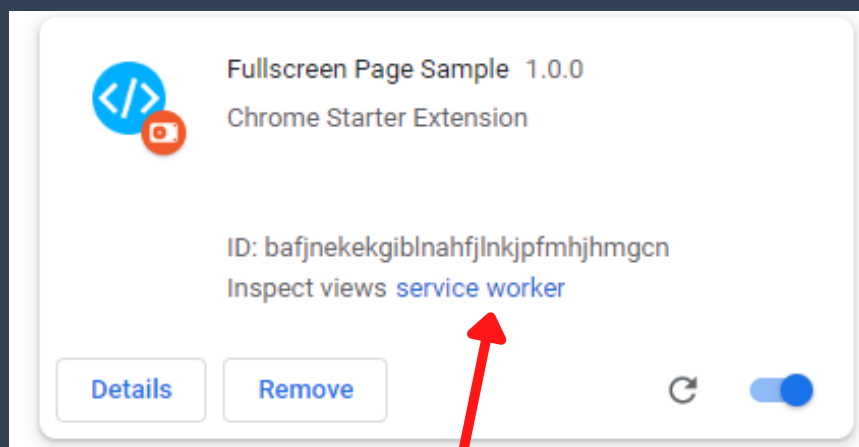 </>
Fullscreen Page Sample 1.0.0
Chrome Starter Extension
ID: bafjnekekgiblnahfjlnkjpfmhjhmgcn
Inspect views service worker
Details
Remove